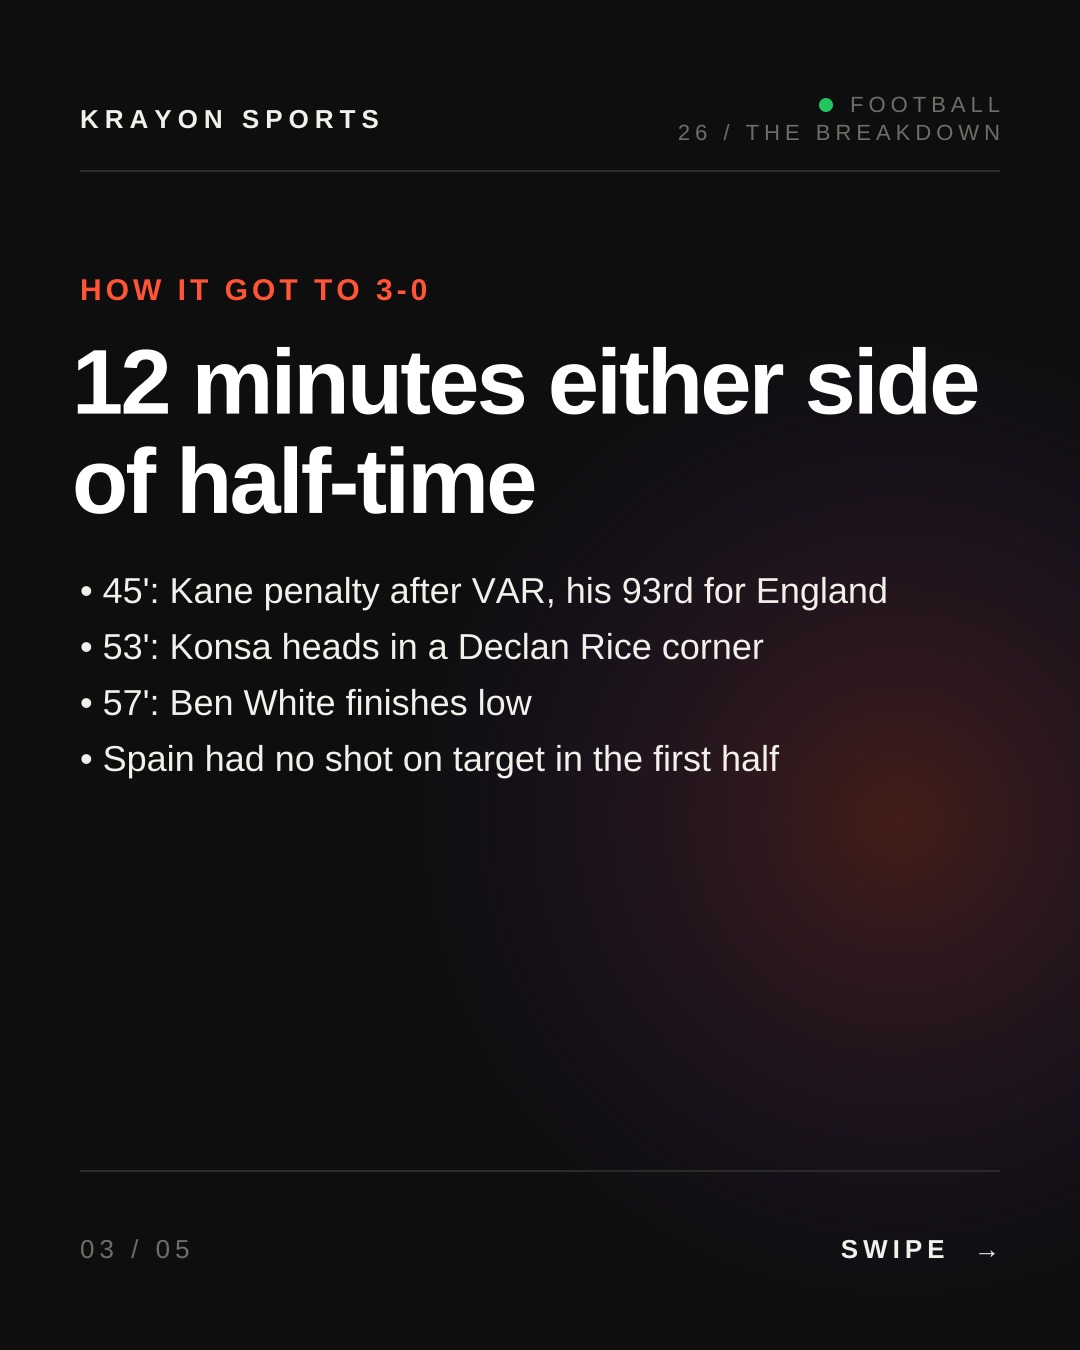 KRAYON SPORTS
FOOTBALL
26 / THE BREAKDOWN
HOW IT GOT TO 3-0
12 minutes either side
of half-time
• 45': Kane penalty after VAR, his 93rd for England
• 53': Konsa heads in a Declan Rice corner
• 57': Ben White finishes low
• Spain had no shot on target in the first half
03 / 05
SWIPE →